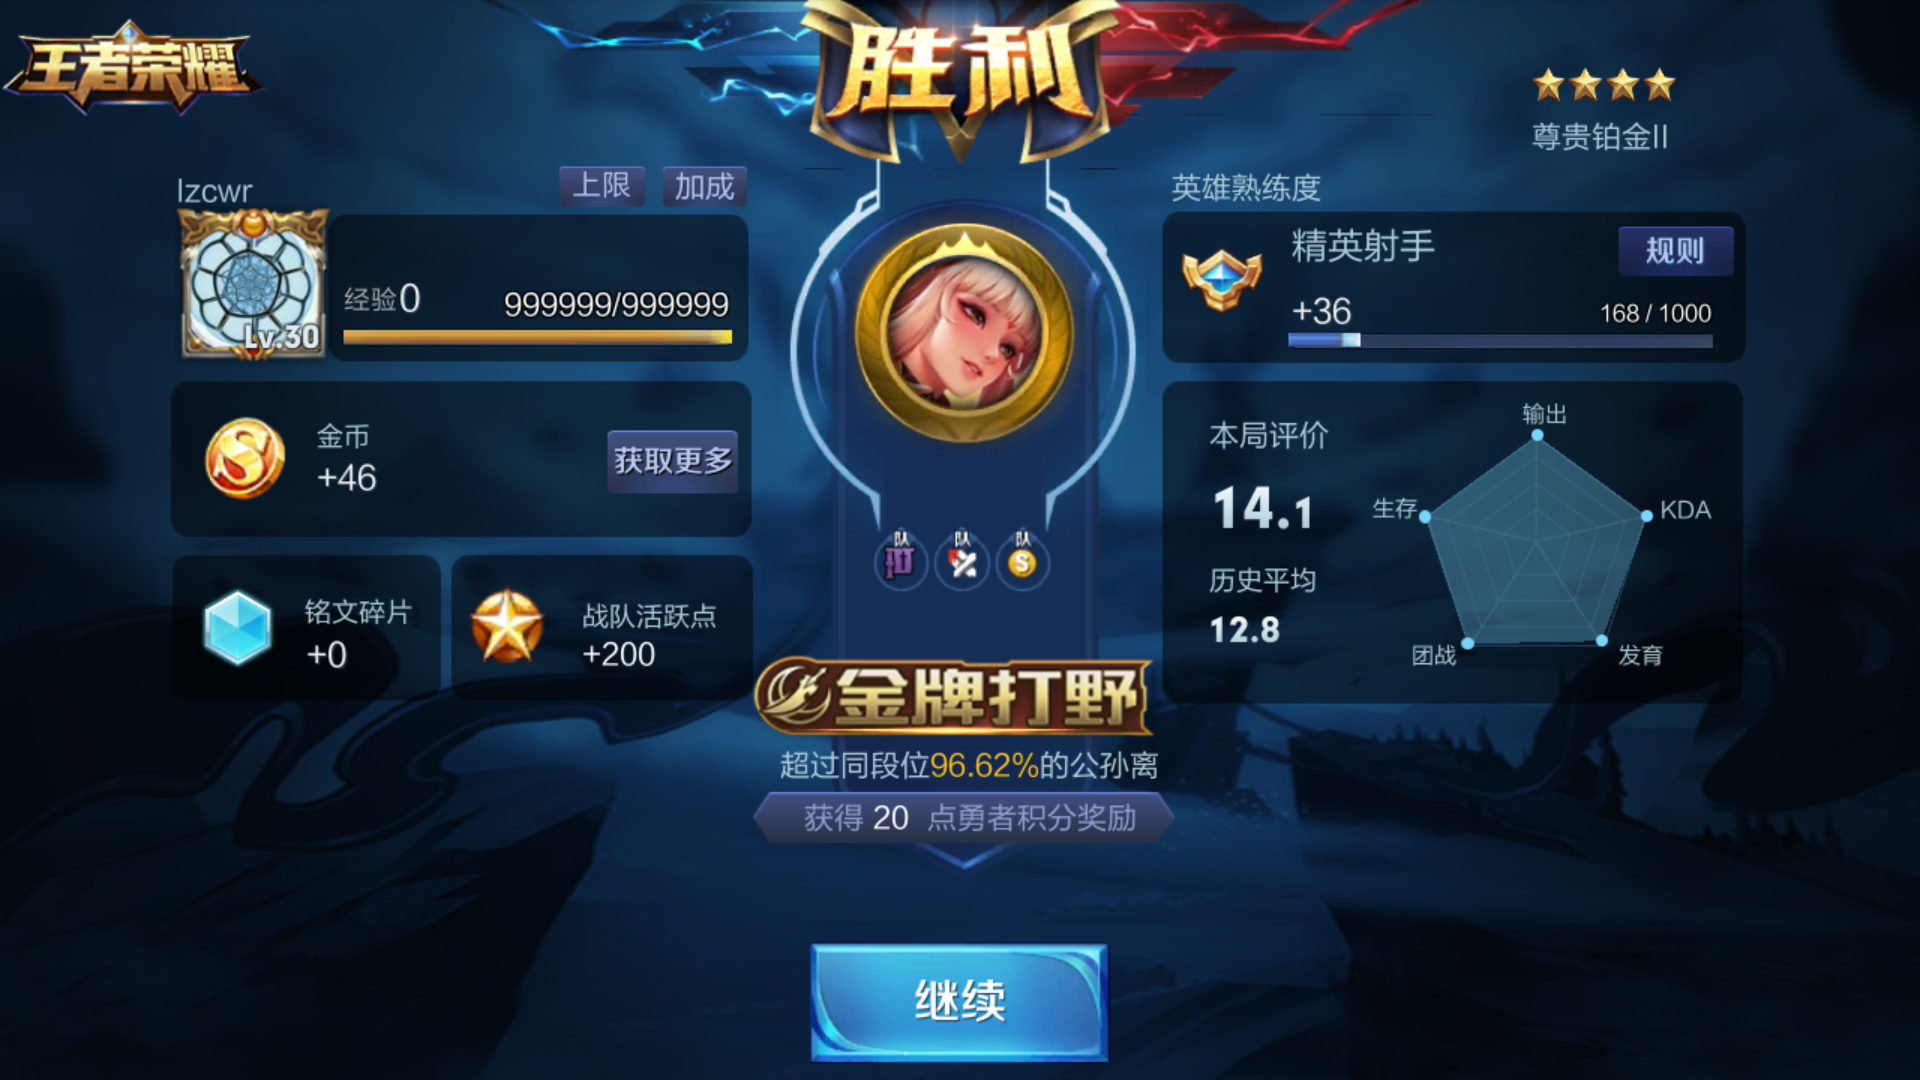 王者荣耀
胜利
尊贵铂金II
lzcwr
上限
加成
Lv.30
经验0
999999/999999
金币
+46
获取更多
铭文碎片
+0
战队活跃点
+200
队
队
队
金牌打野
超过同段位96.62%的公孙离
获得 20 点勇者积分奖励
继续
英雄熟练度
精英射手
规则
+36
168 / 1000
本局评价
14.1
历史平均
12.8
输出
生存
KDA
团战
发育